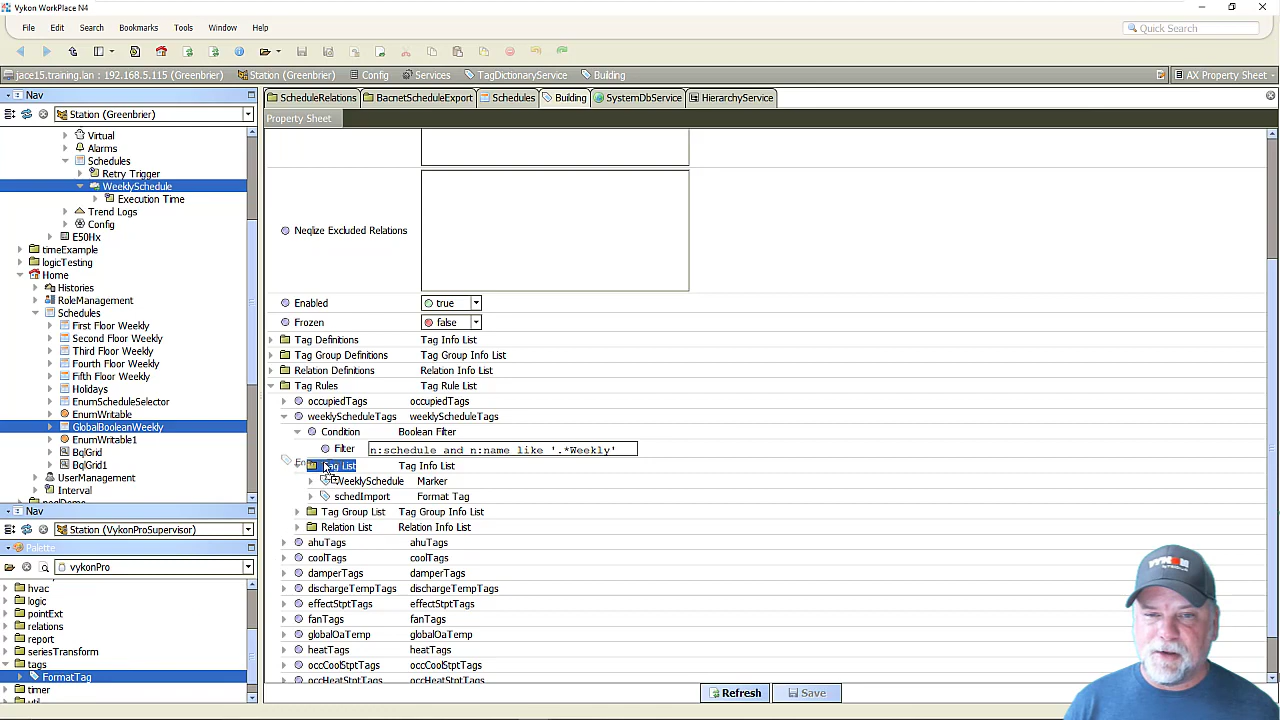 Vykon WorkPlace N4
File Edit Search Bookmarks Tools Window Help
Quick Search
jace15.training.lan : 192.168.5.115 (Greenbrier) Station (Greenbrier) Config Services TagDictionaryService Building AX Property Sheet
Nav
Station (Greenbrier)
Virtual
Alarms
Schedules
Retry Trigger
WeeklySchedule
Execution Time
Trend Logs
Config
E50Hx
timeExample
logicTesting
Home
Histories
RoleManagement
Schedules
First Floor Weekly
Second Floor Weekly
Third Floor Weekly
Fourth Floor Weekly
Fifth Floor Weekly
Holidays
EnumScheduleSelector
EnumWritable
GlobalBooleanWeekly
EnumWritable1
BqlGrid
BqlGrid1
UserManagement
Interval
Nav
Station (VykonProSupervisor)
Palette
vykonPro
hvac
logic
pointExt
relations
report
seriesTransform
tags
FormatTag
timer
ScheduleRelations BacnetScheduleExport Schedules Building SystemDbService HierarchyService
Property Sheet
Neqlize Excluded Relations
Enabled true
Frozen false
Tag Definitions Tag Info List
Tag Group Definitions Tag Group Info List
Relation Definitions Relation Info List
Tag Rules Tag Rule List
occupiedTags occupiedTags
weeklyScheduleTags weeklyScheduleTags
Condition Boolean Filter
Filter n:schedule and n:name like '.*Weekly'
Tag List Tag Info List
WeeklySchedule Marker
schedImport Format Tag
Tag Group List Tag Group Info List
Relation List Relation Info List
ahuTags ahuTags
coolTags coolTags
damperTags damperTags
dischargeTempTags dischargeTempTags
effectStptTags effectStptTags
fanTags fanTags
globalOaTemp globalOaTemp
heatTags heatTags
occCoolStptTags occCoolStptTags
occHeatStptTags occHeatStptTags
Refresh Save